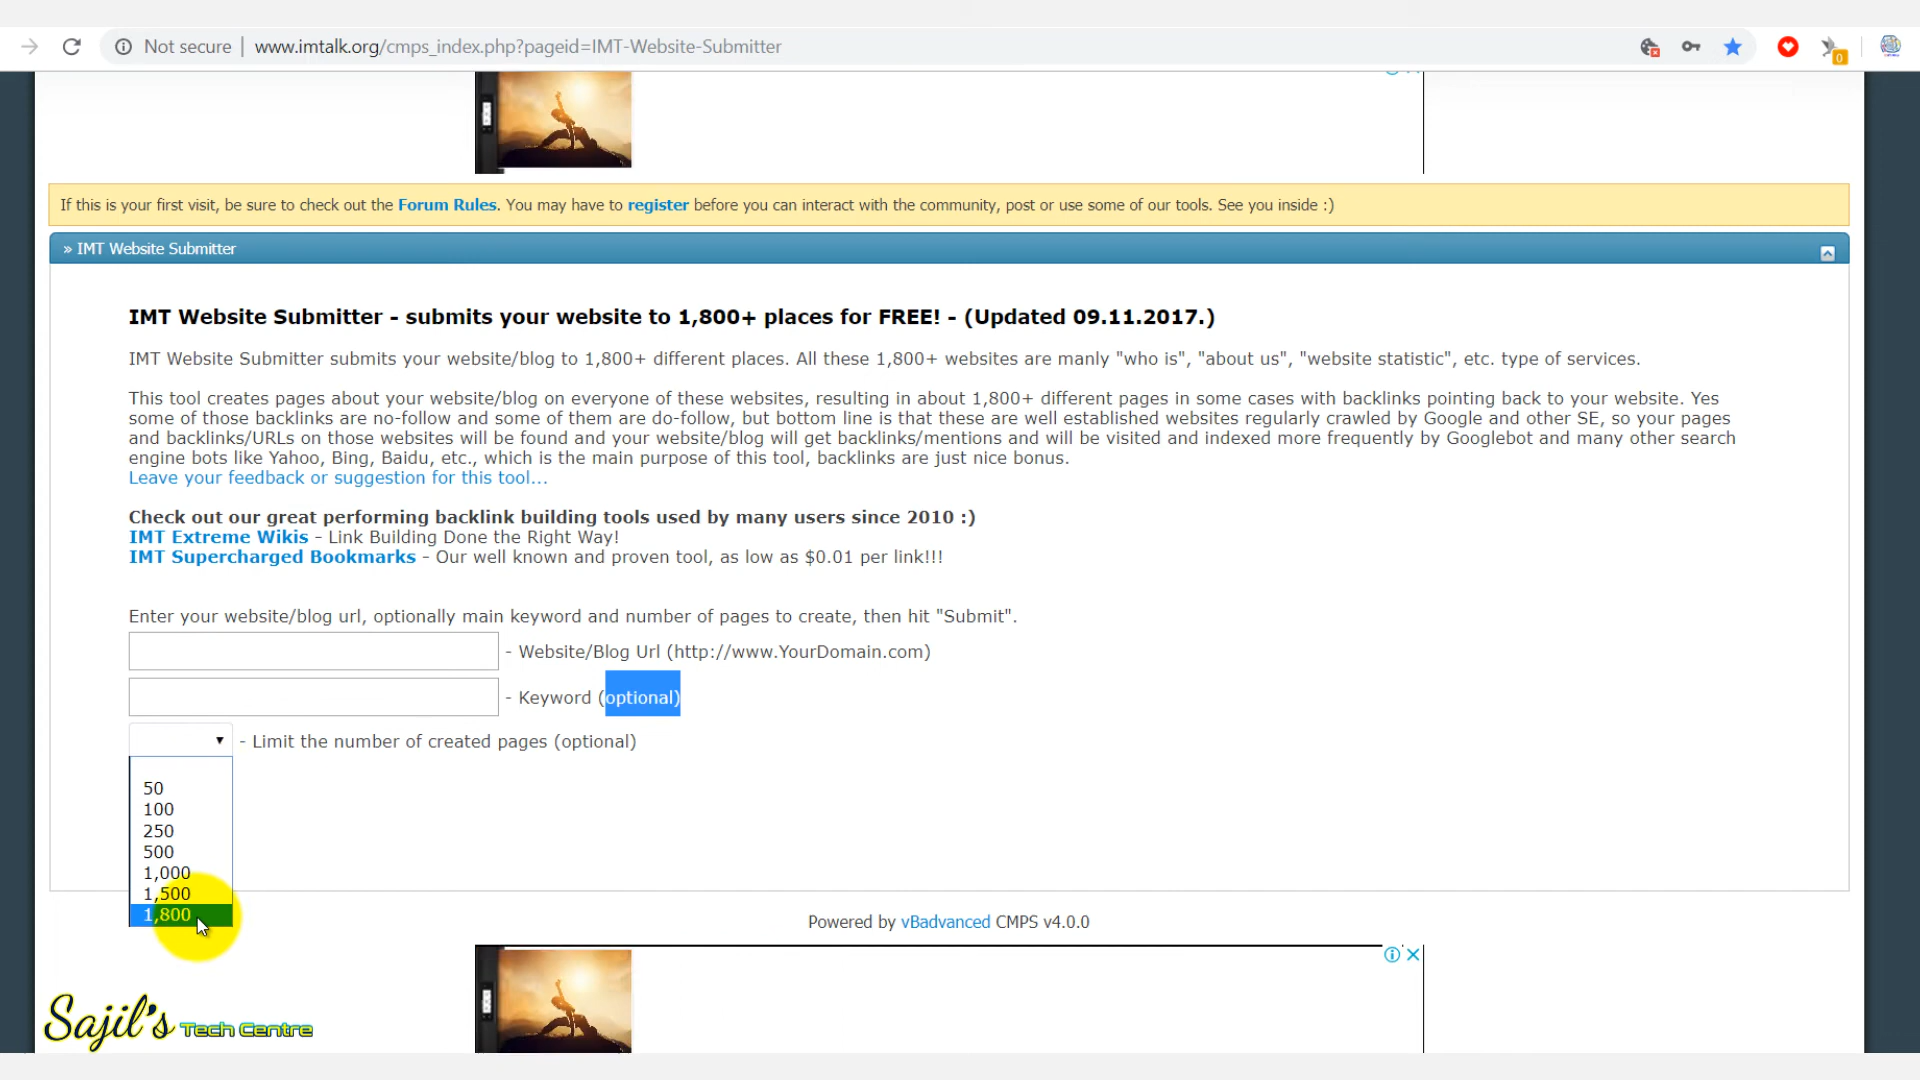 Not secure | www.imtalk.org/cmps_index.php?pageid=IMT-Website-Submitter
0
If this is your first visit, be sure to check out the Forum Rules. You may have to register before you can interact with the community, post or use some of our tools. See you inside :)
» IMT Website Submitter
IMT Website Submitter - submits your website to 1,800+ places for FREE! - (Updated 09.11.2017.)
IMT Website Submitter submits your website/blog to 1,800+ different places. All these 1,800+ websites are manly "who is", "about us", "website statistic", etc. type of services.
This tool creates pages about your website/blog on everyone of these websites, resulting in about 1,800+ different pages in some cases with backlinks pointing back to your website. Yes
some of those backlinks are no-follow and some of them are do-follow, but bottom line is that these are well established websites regularly crawled by Google and other SE, so your pages
and backlinks/URLs on those websites will be found and your website/blog will get backlinks/mentions and will be visited and indexed more frequently by Googlebot and many other search
engine bots like Yahoo, Bing, Baidu, etc., which is the main purpose of this tool, backlinks are just nice bonus.
Leave your feedback or suggestion for this tool...
Check out our great performing backlink building tools used by many users since 2010 :)
IMT Extreme Wikis - Link Building Done the Right Way!
IMT Supercharged Bookmarks - Our well known and proven tool, as low as $0.01 per link!!!
Enter your website/blog url, optionally main keyword and number of pages to create, then hit "Submit".
- Website/Blog Url (http://www.YourDomain.com)
- Keyword (optional)
- Limit the number of created pages (optional)
50
100
250
500
1,000
1,500
1,800
Powered by vBadvanced CMPS v4.0.0
Sajil's Tech Centre